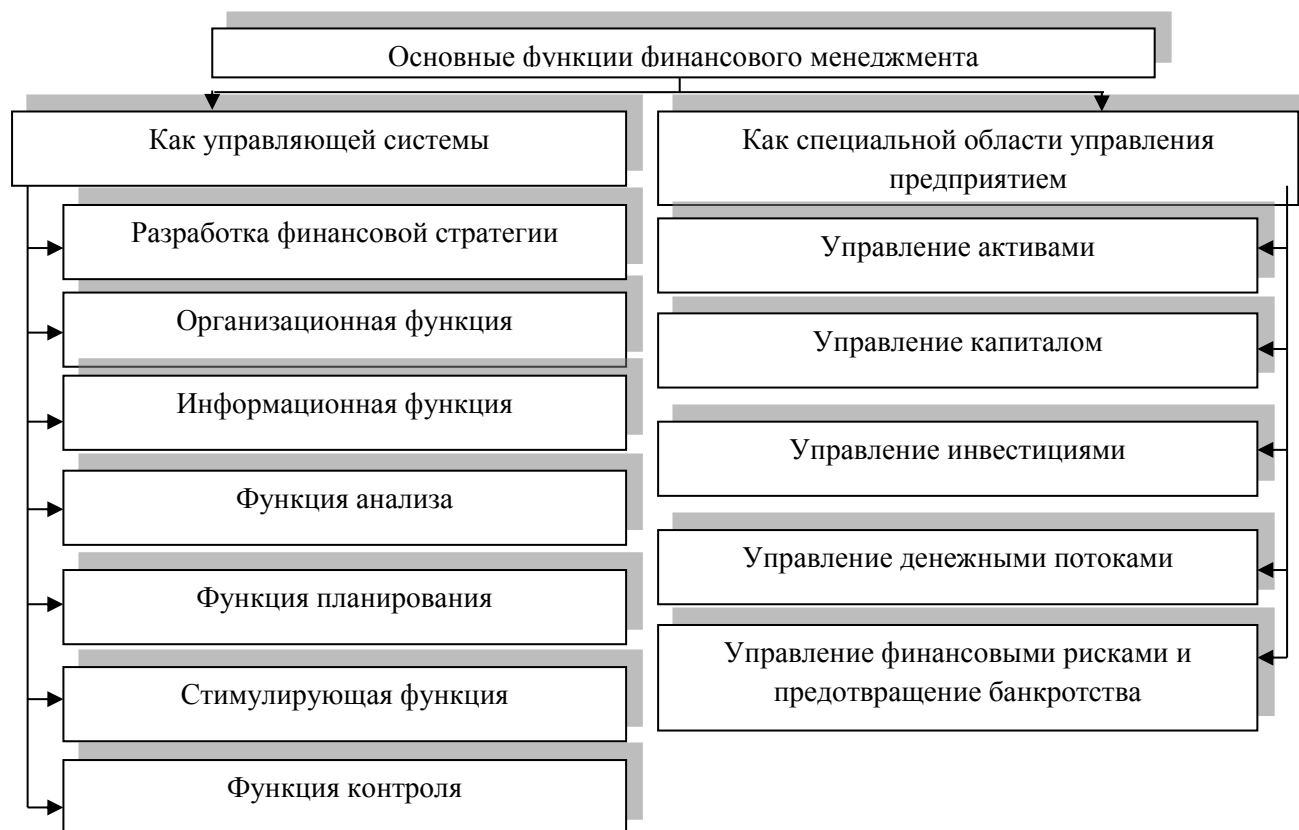 Основные функции финансового менеджмента
Как управляющей системы
Разработка финансовой стратегии
Организационная функция
Информационная функция
Функция анализа
Функция планирования
Стимулирующая функция
Функция контроля
Как специальной области управления
предприятием
Управление активами
Управление капиталом
Управление инвестициями
Управление денежными потоками
Управление финансовыми рисками и
предотвращение банкротства